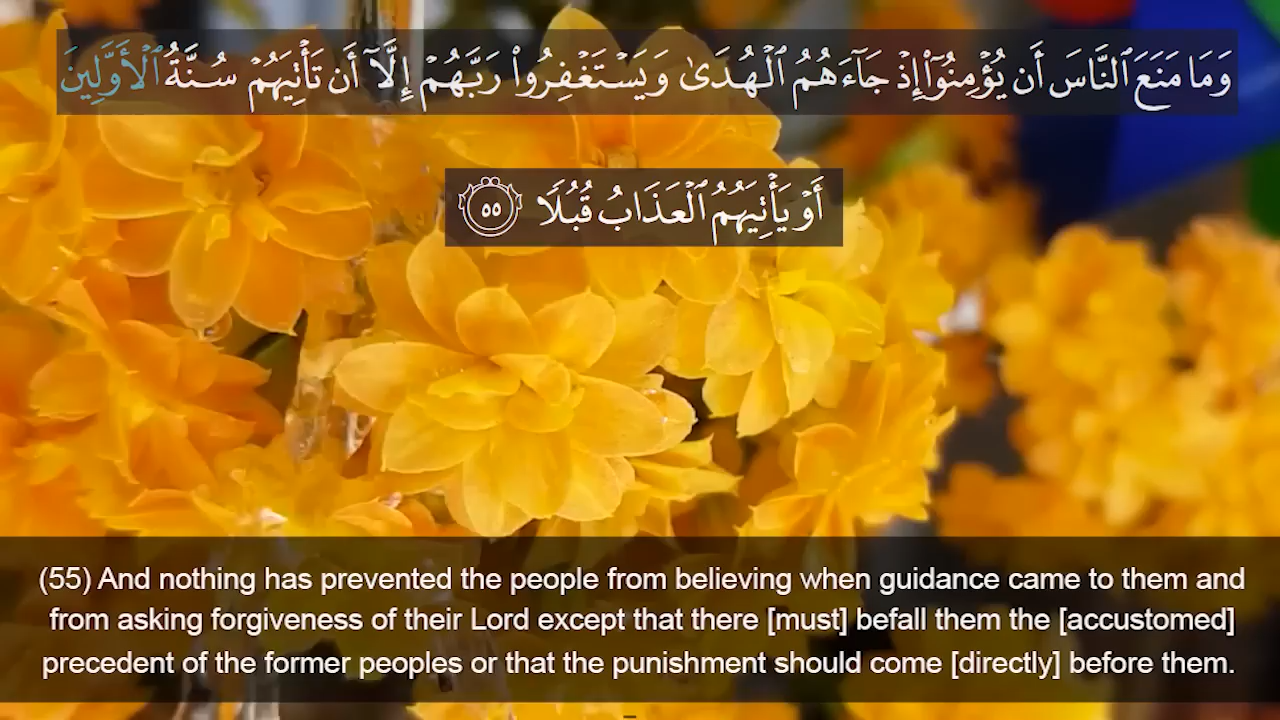 وَمَا مَنَعَ ٱلنَّاسَ أَن يُؤۡمِنُوٓاْ إِذۡ جَآءَهُمُ ٱلۡهُدَىٰ وَيَسۡتَغۡفِرُواْ رَبَّهُمۡ إِلَّآ أَن تَأۡتِيَهُمۡ سُنَّةُ ٱلۡأَوَّلِينَ
أَوۡ يَأۡتِيَهُمُ ٱلۡعَذَابُ قُبُلٗا ٥٥
(55) And nothing has prevented the people from believing when guidance came to them and
from asking forgiveness of their Lord except that there [must] befall them the [accustomed]
precedent of the former peoples or that the punishment should come [directly] before them.